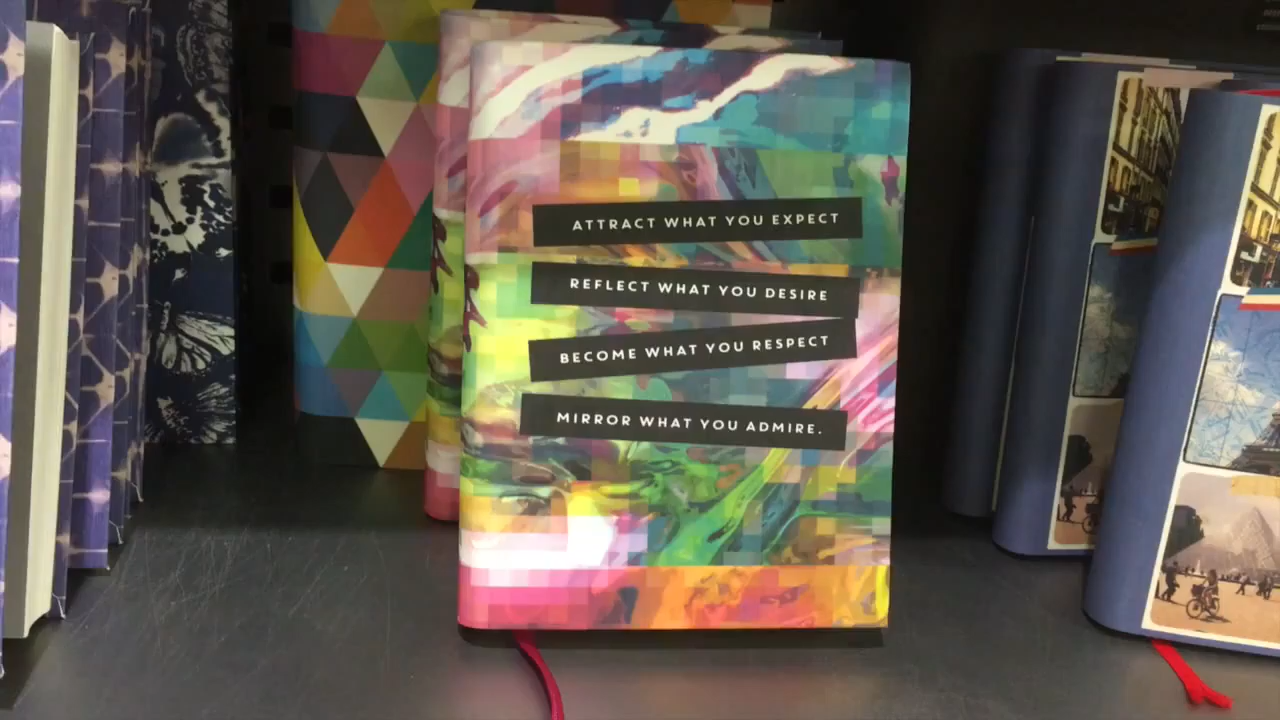 ATTRACT WHAT YOU EXPECT
REFLECT WHAT YOU DESIRE
BECOME WHAT YOU RESPECT
MIRROR WHAT YOU ADMIRE.